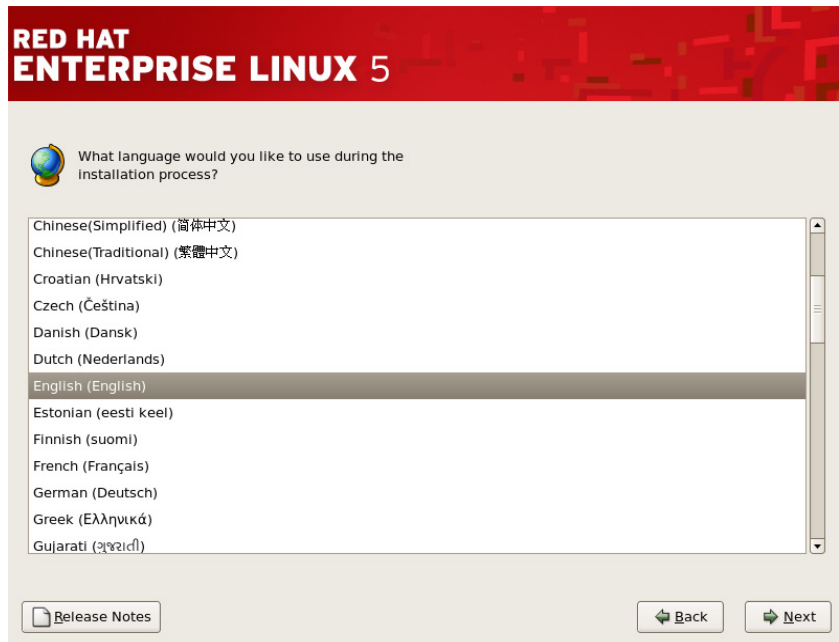 RED HAT
ENTERPRISE LINUX 5
What language would you like to use during the
installation process?
Chinese(Simplified) (简体中文)
Chinese(Traditional) (繁體中文)
Croatian (Hrvatski)
Czech (Čeština)
Danish (Dansk)
Dutch (Nederlands)
English (English)
Estonian (eesti keel)
Finnish (suomi)
French (Français)
German (Deutsch)
Greek (Ελληνικά)
Gujarati (ગુજરાતી)
Release Notes
Back
Next